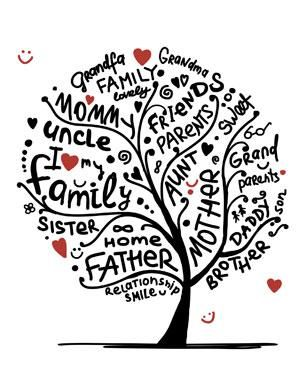 Grandfa
Grandma
FAMILY
lovely
MOMMY
FRIENDS
Sweet
uncle
PARENTS
I my
family
AUNT
Grand
parents
MOTHER
SISTER
Home
FATHER
DADDY
son
BROTHER
Relationship
SMILE